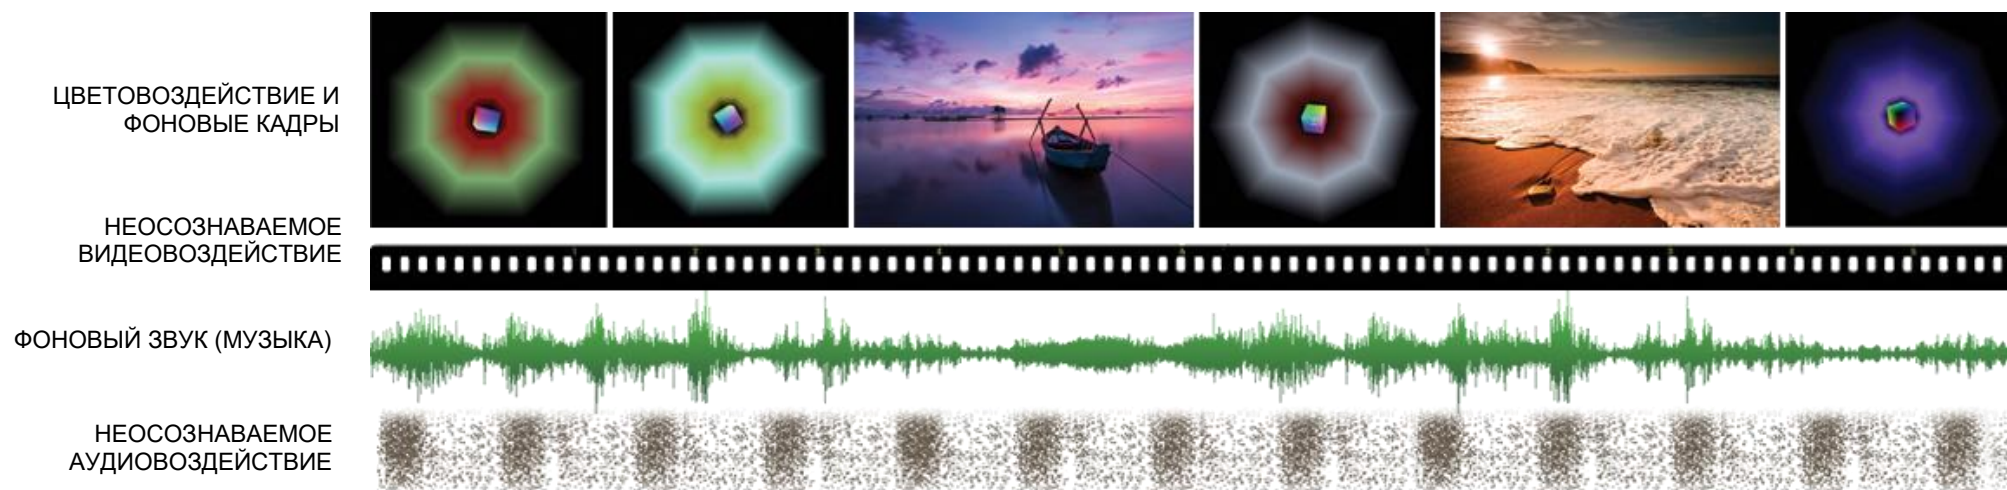 ЦВЕТОВОЗДЕЙСТВИЕ И
ФОНОВЫЕ КАДРЫ
НЕОСОЗНАВАЕМОЕ
ВИДЕОВОЗДЕЙСТВИЕ
ФОНОВЫЙ ЗВУК (МУЗЫКА)
НЕОСОЗНАВАЕМОЕ
АУДИОВОЗДЕЙСТВИЕ